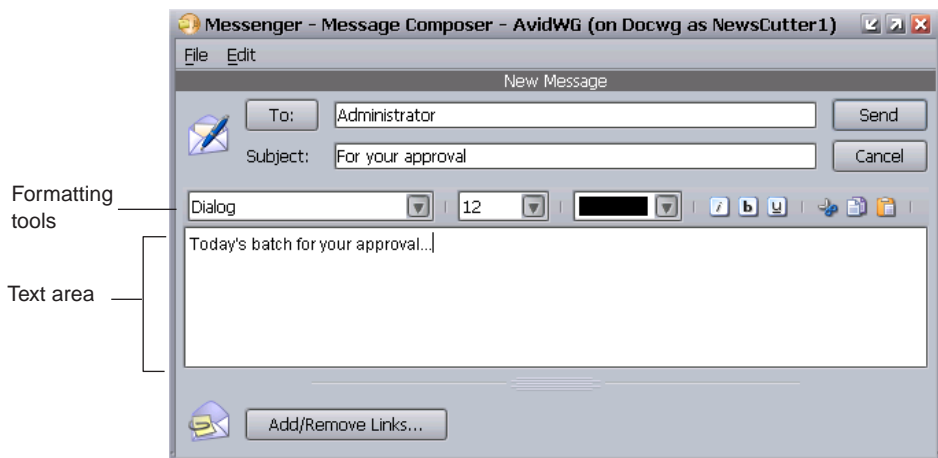 Messenger - Message Composer - AvidWG (on Docwg as NewsCutter1)
File Edit
New Message
To: Administrator Send
Subject: For your approval Cancel
Formatting
tools
Dialog 12 i b u
Today's batch for your approval...
Text area
Add/Remove Links...